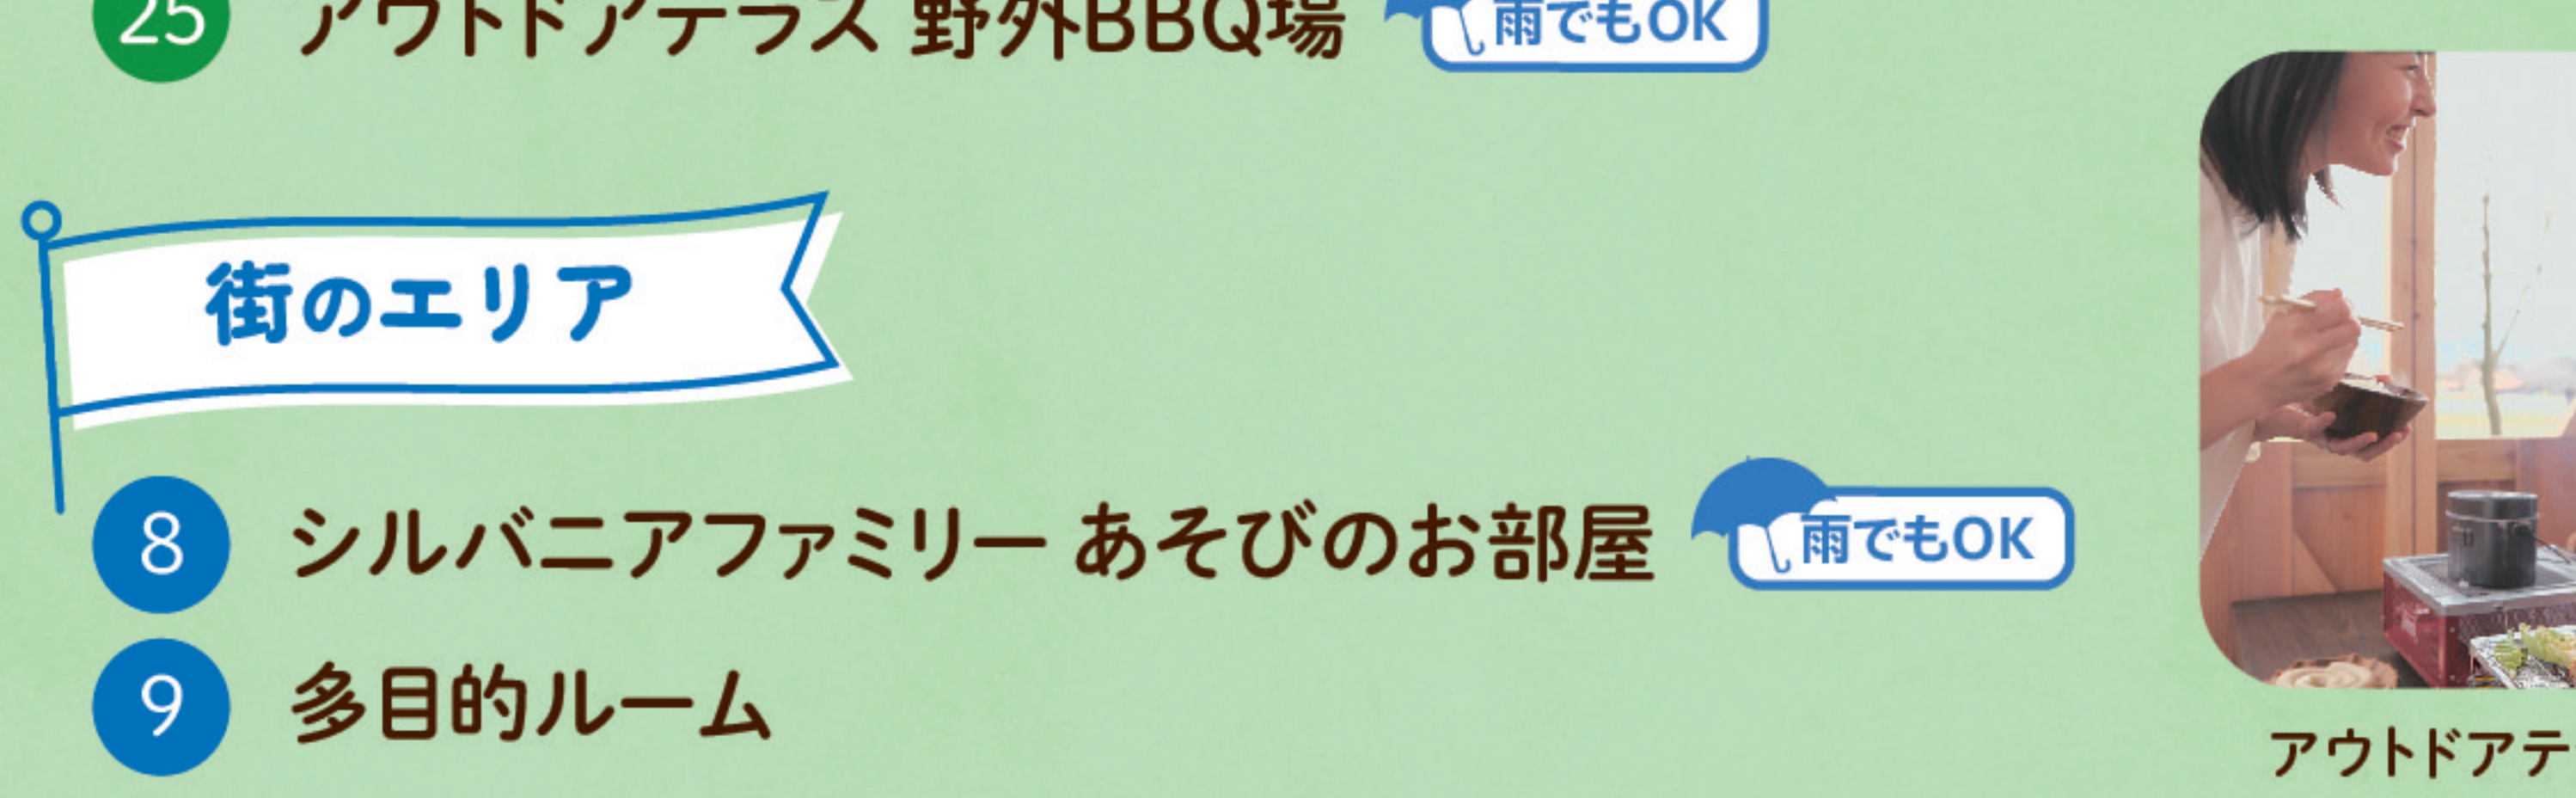 25 アウトドアテラス 野外BBQ場 雨でもOK
街のエリア
8 シルバニアファミリー あそびのお部屋 雨でもOK
9 多目的ルーム
アウトドアテ